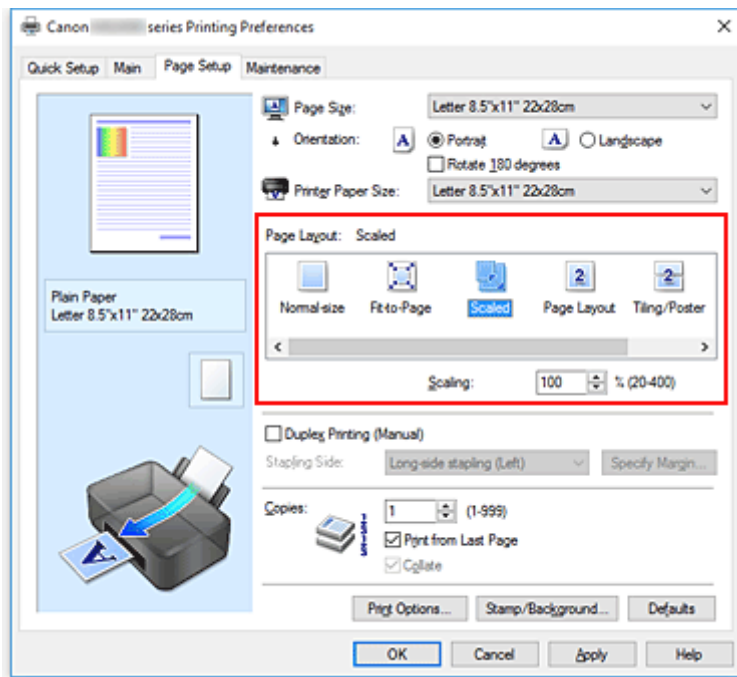 Canon series Printing Preferences
Quick Setup Main Page Setup Maintenance
Page Size: Letter 8.5"x11" 22x28cm
Orientation: A Portrait A Landscape
Rotate 180 degrees
Printer Paper Size: Letter 8.5"x11" 22x28cm
Page Layout: Scaled
Normal-size Fit-to-Page Scaled Page Layout Tiling/Poster
Scaling: 100 % (20-400)
Plain Paper
Letter 8.5"x11" 22x28cm
Duplex Printing (Manual)
Stapling Side: Long-side stapling (Left) Specify Margin...
Copies: 1 (1-999)
Print from Last Page
Collate
Print Options... Stamp/Background... Defaults
OK Cancel Apply Help